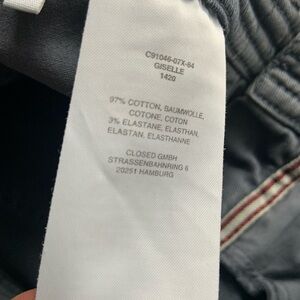 C91046-07X-84
GISELLE
1420
97% COTTON, BAUMWOLLE,
COTONE, COTON
3% ELASTANE, ELASTHAN,
ELASTAN, ELASTHANNE
CLOSED GMBH
STRASSENBAHNRING 6
20251 HAMBURG